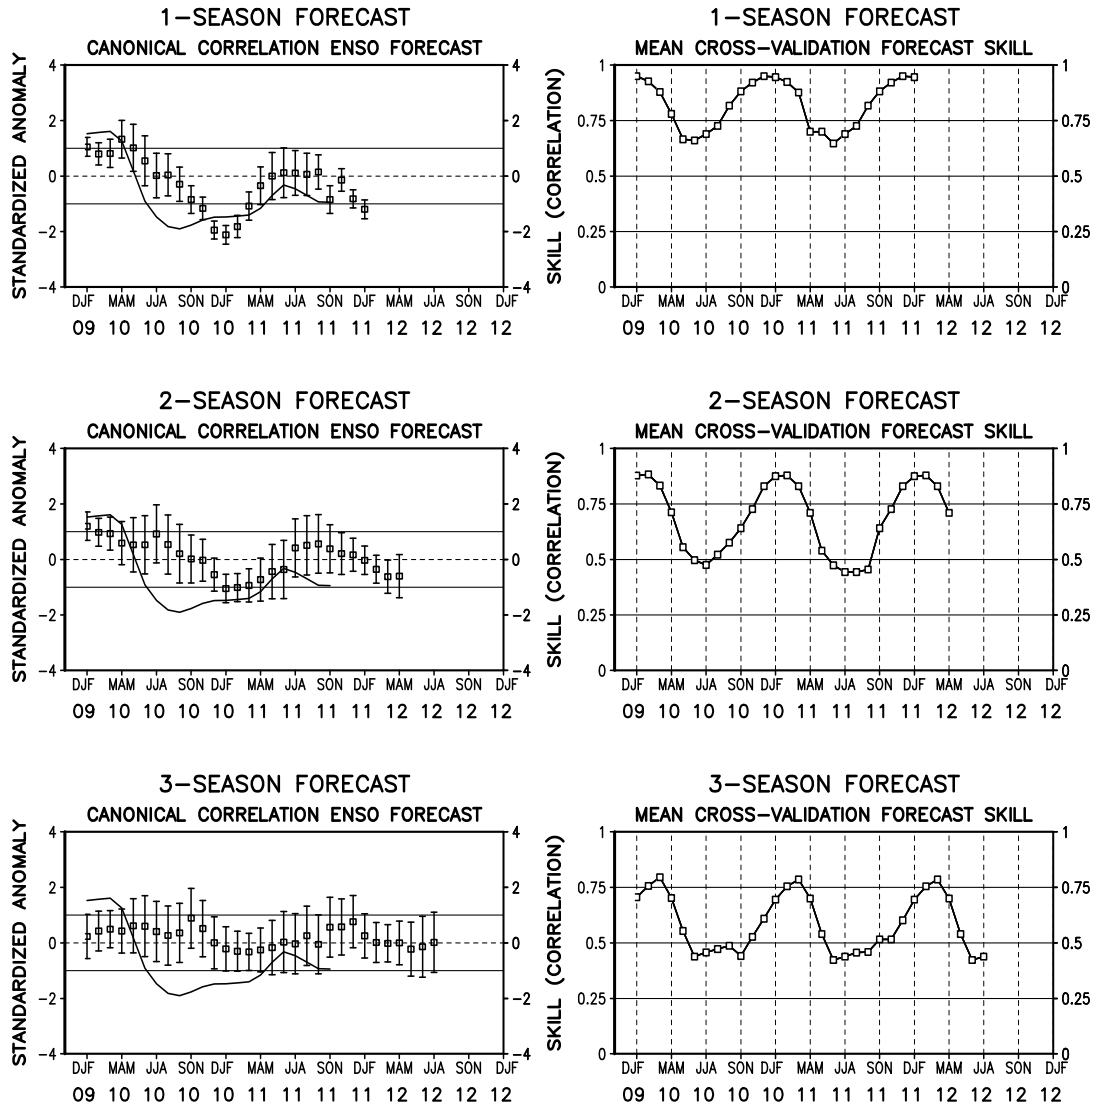 1-SEASON FORECAST
CANONICAL CORRELATION ENSO FORECAST
STANDARDIZED ANOMALY
4 4
2 2
0 0
-2 -2
-4 -4
DJF MAM JJA SON DJF MAM JJA SON DJF MAM JJA SON DJF
09 10 10 10 10 11 11 11 11 12 12 12 12
1-SEASON FORECAST
MEAN CROSS-VALIDATION FORECAST SKILL
SKILL (CORRELATION)
1 1
0.75 0.75
0.5 0.5
0.25 0.25
0 0
DJF MAM JJA SON DJF MAM JJA SON DJF MAM JJA SON DJF
09 10 10 10 10 11 11 11 11 12 12 12 12
2-SEASON FORECAST
CANONICAL CORRELATION ENSO FORECAST
STANDARDIZED ANOMALY
4 4
2 2
0 0
-2 -2
-4 -4
DJF MAM JJA SON DJF MAM JJA SON DJF MAM JJA SON DJF
09 10 10 10 10 11 11 11 11 12 12 12 12
2-SEASON FORECAST
MEAN CROSS-VALIDATION FORECAST SKILL
SKILL (CORRELATION)
1 1
0.75 0.75
0.5 0.5
0.25 0.25
0 0
DJF MAM JJA SON DJF MAM JJA SON DJF MAM JJA SON DJF
09 10 10 10 10 11 11 11 11 12 12 12 12
3-SEASON FORECAST
CANONICAL CORRELATION ENSO FORECAST
STANDARDIZED ANOMALY
4 4
2 2
0 0
-2 -2
-4 -4
DJF MAM JJA SON DJF MAM JJA SON DJF MAM JJA SON DJF
09 10 10 10 10 11 11 11 11 12 12 12 12
3-SEASON FORECAST
MEAN CROSS-VALIDATION FORECAST SKILL
SKILL (CORRELATION)
1 1
0.75 0.75
0.5 0.5
0.25 0.25
0 0
DJF MAM JJA SON DJF MAM JJA SON DJF MAM JJA SON DJF
09 10 10 10 10 11 11 11 11 12 12 12 12